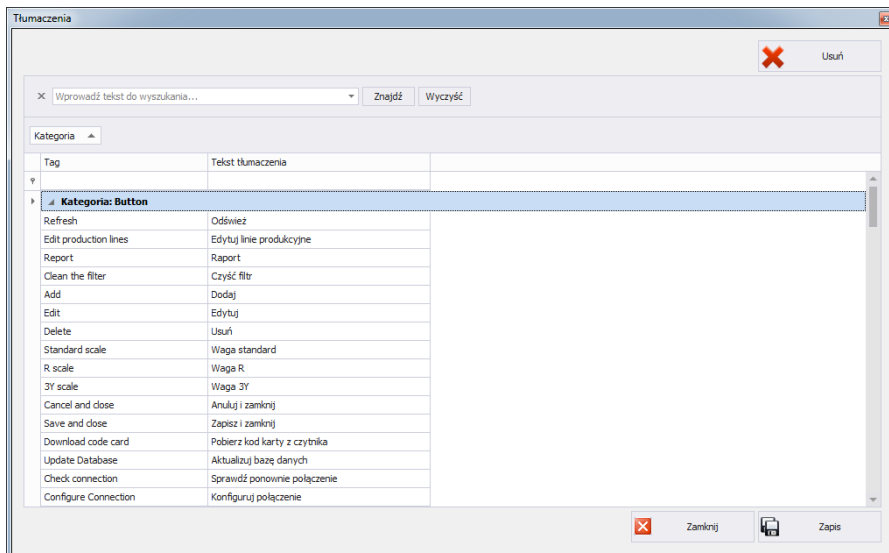 Tłumaczenia
Usuń
Wprowadź tekst do wyszukania... Znajdź Wyczyść
Kategoria
Tag Tekst tłumaczenia
Kategoria: Button
Refresh Odśwież
Edit production lines Edytuj linie produkcyjne
Report Raport
Clean the filter Czyść filtr
Add Dodaj
Edit Edytuj
Delete Usuń
Standard scale Waga standard
R scale Waga R
3Y scale Waga 3Y
Cancel and close Anuluj i zamknij
Save and close Zapisz i zamknij
Download code card Pobierz kod karty z czytnika
Update Database Aktualizuj bazę danych
Check connection Sprawdź ponownie połączenie
Configure Connection Konfiguruj połączenie
Zamknij Zapis